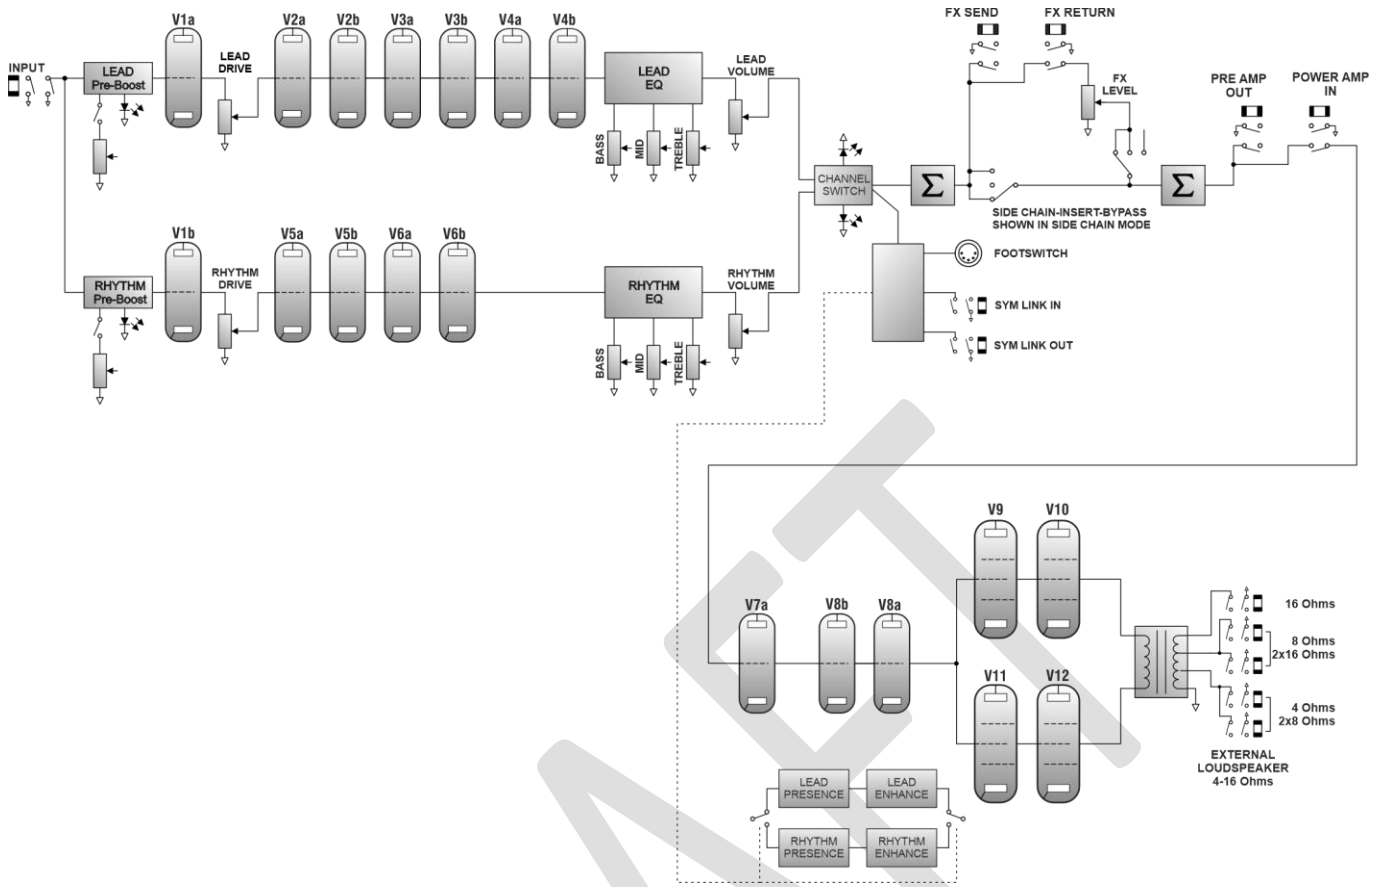 V1a
V2a
V2b
V3a
V3b
V4a
V4b
FX SEND
FX RETURN
INPUT
LEAD
Pre-Boost
LEAD
DRIVE
LEAD
EQ
LEAD
VOLUME
BASS
MID
TREBLE
FX
LEVEL
PRE AMP
OUT
POWER AMP
IN
CHANNEL
SWITCH
Σ
Σ
SIDE CHAIN-INSERT-BYPASS
SHOWN IN SIDE CHAIN MODE
V1b
V5a
V5b
V6a
V6b
RHYTHM
Pre-Boost
RHYTHM
DRIVE
RHYTHM
EQ
RHYTHM
VOLUME
BASS
MID
TREBLE
FOOTSWITCH
SYM LINK IN
SYM LINK OUT
V9
V10
V7a
V8b
V8a
V11
V12
16 Ohms
8 Ohms
2x16 Ohms
4 Ohms
2x8 Ohms
EXTERNAL
LOUDSPEAKER
4-16 Ohms
LEAD
PRESENCE
LEAD
ENHANCE
RHYTHM
PRESENCE
RHYTHM
ENHANCE